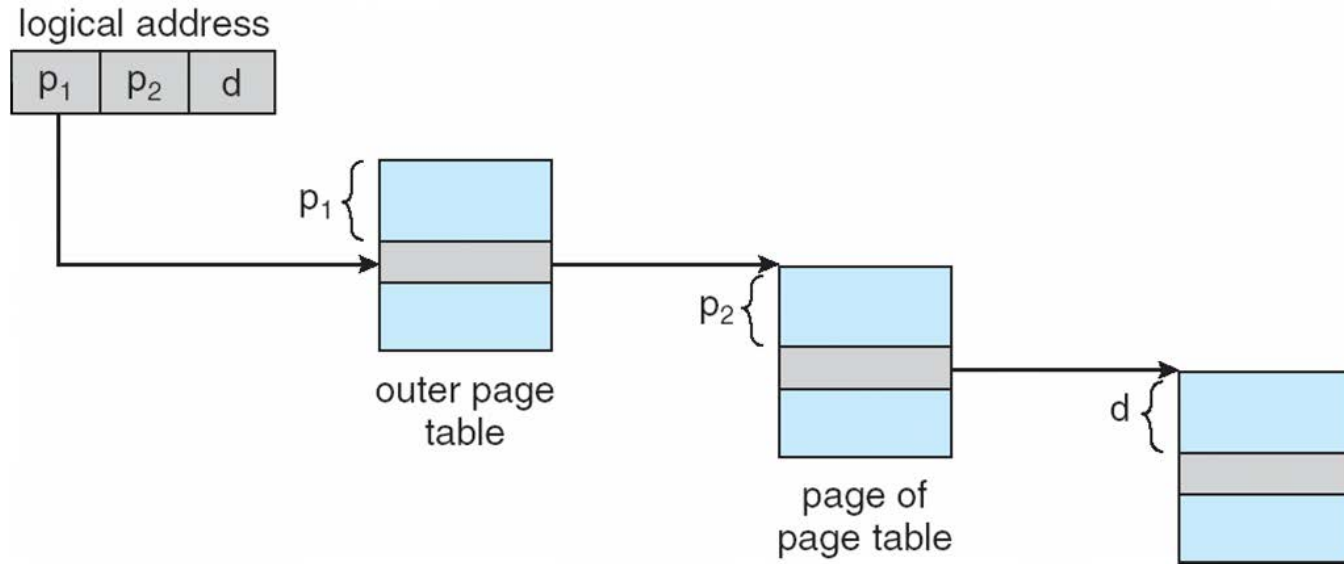 logical address
p₁ p₂ d
p₁
outer page
table
p₂
page of
page table
d